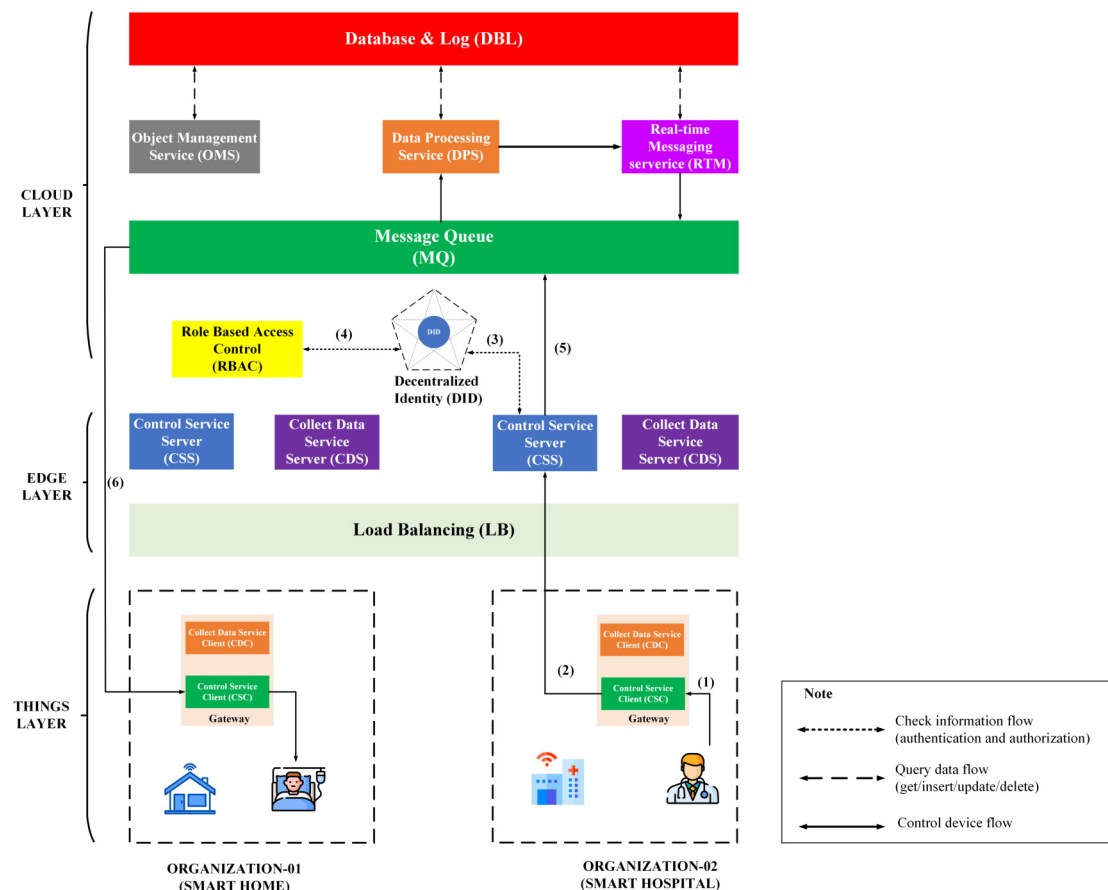 Database & Log (DBL)
Object Management
Service (OMS)
Data Processing
Service (DPS)
Real-time
Messaging
serverice (RTM)
CLOUD
LAYER
Message Queue
(MQ)
DID
Role Based Access
Control
(RBAC)
(4)
(3)
(5)
Decentralized
Identity (DID)
Control Service
Server
(CSS)
Collect Data
Service
Server (CDS)
Control Service
Server
(CSS)
Collect Data
Service
Server (CDS)
EDGE
LAYER
(6)
Load Balancing (LB)
Collect Data Service
Client (CDC)
Control Service
Client (CSC)
Gateway
Collect Data Service
Client (CDC)
(2)
(1)
Control Service
Client (CSC)
Gateway
THINGS
LAYER
Note
Check information flow
(authentication and authorization)
Query data flow
(get/insert/update/delete)
Control device flow
ORGANIZATION-01
(SMART HOME)
ORGANIZATION-02
(SMART HOSPITAL)